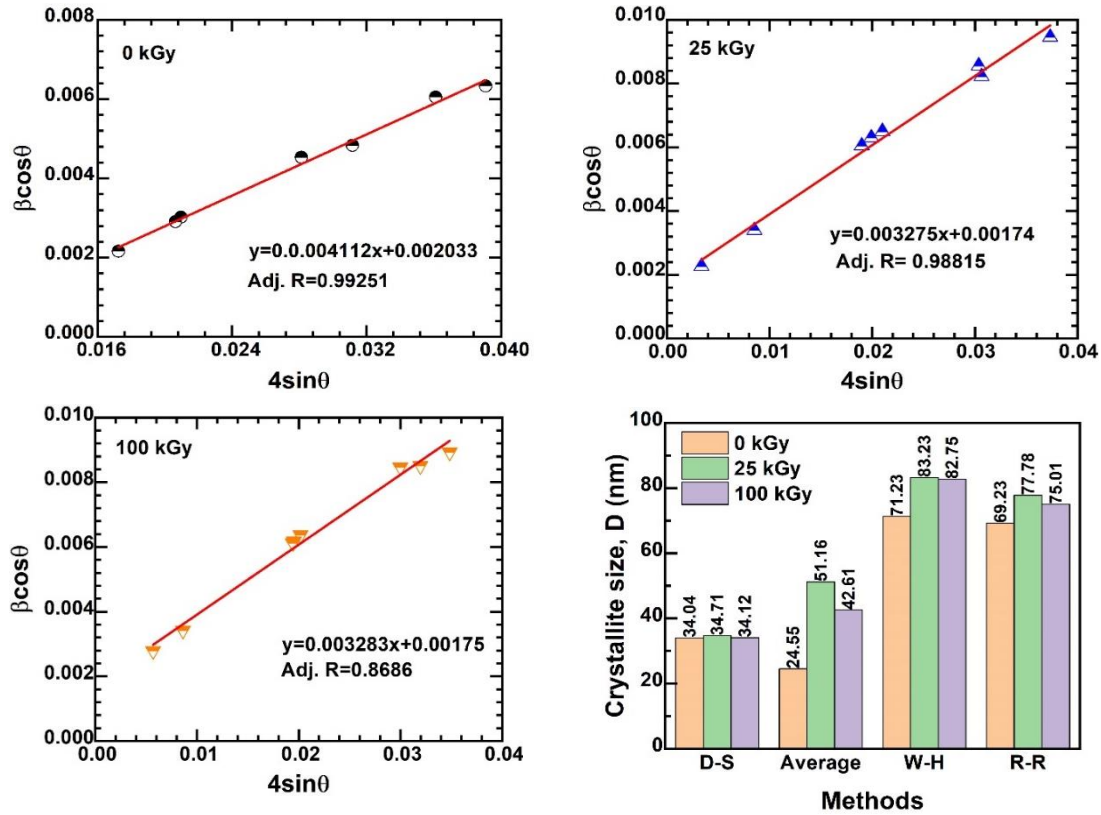 0 kGy
0.006
0.004
0.002
0.000
βcosθ
y=0.0.004112x+0.002033
Adj. R=0.99251
0.016 0.024 0.032 0.040
4sinθ
25 kGy
0.010
0.008
0.006
0.004
0.002
0.000
βcosθ
y=0.003275x+0.00174
Adj. R= 0.98815
0.00 0.01 0.02 0.03 0.04
4sinθ
100 kGy
0.010
0.008
0.006
0.004
0.002
0.000
βcosθ
y=0.003283x+0.00175
Adj. R=0.8686
0.00 0.01 0.02 0.03 0.04
4sinθ
100
80
60
40
20
0
Crystallite size, D (nm)
0 kGy
25 kGy
100 kGy
34.04 34.71 34.12
24.55 51.16 42.61
71.23 83.23 82.75
69.23 77.78 75.01
D-S Average W-H R-R
Methods